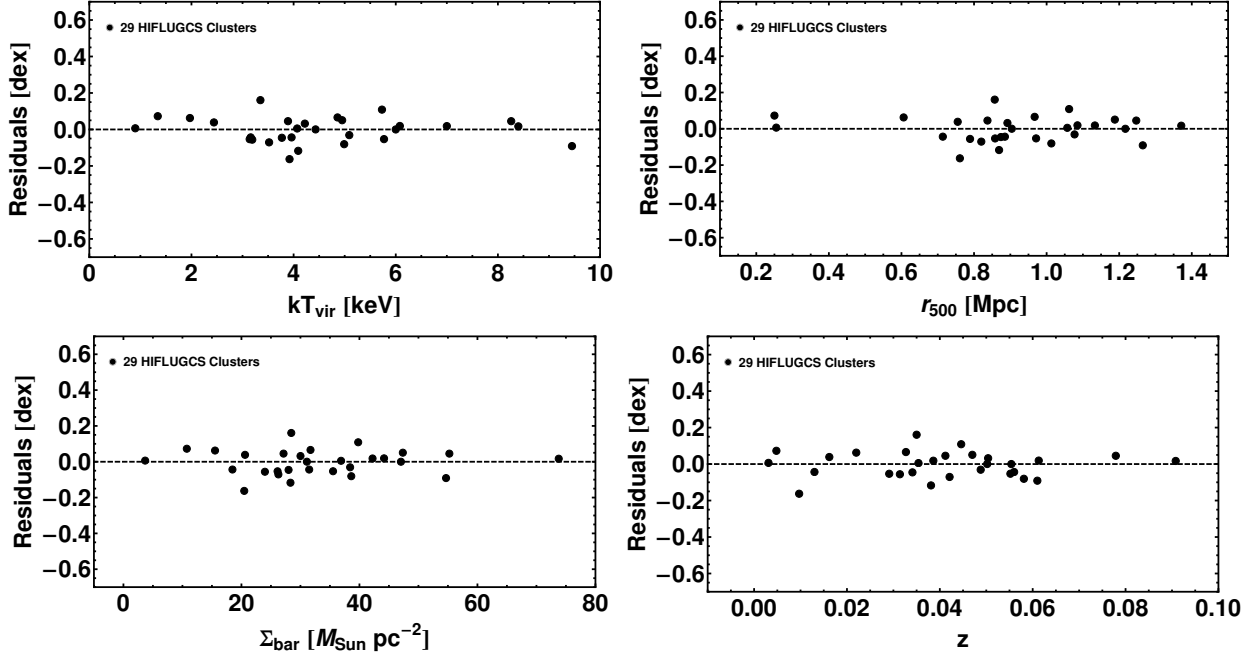 0.6
0.4
0.2
0.0
−0.2
−0.4
−0.6
Residuals [dex]
29 HIFLUGCS Clusters
0 2 4 6 8 10
kT_vir [keV]
0.6
0.4
0.2
0.0
−0.2
−0.4
−0.6
Residuals [dex]
29 HIFLUGCS Clusters
0.2 0.4 0.6 0.8 1.0 1.2 1.4
r_500 [Mpc]
0.6
0.4
0.2
0.0
−0.2
−0.4
−0.6
Residuals [dex]
29 HIFLUGCS Clusters
0 20 40 60 80
Σ_bar [M_Sun pc^−2]
0.6
0.4
0.2
0.0
−0.2
−0.4
−0.6
Residuals [dex]
29 HIFLUGCS Clusters
0.00 0.02 0.04 0.06 0.08 0.10
z